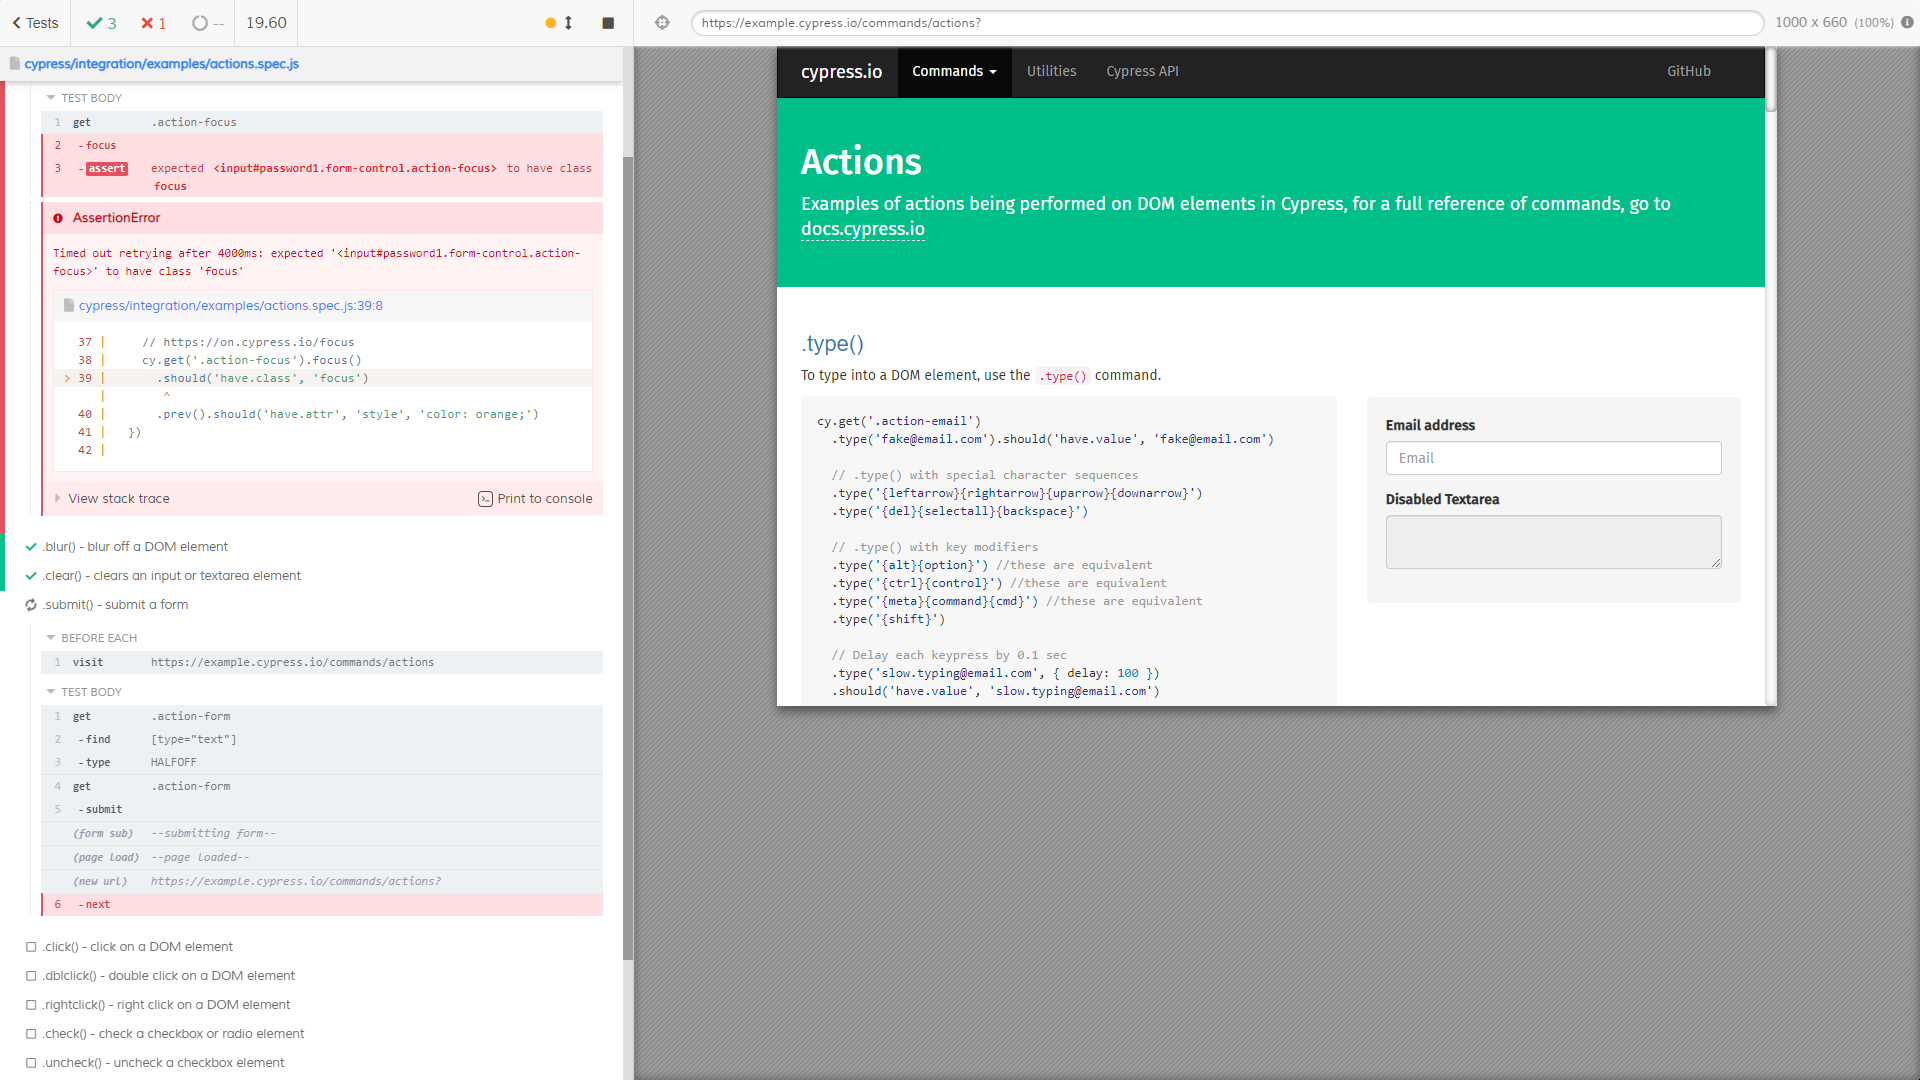 Tests
3
1
--
19.60
cypress/integration/examples/actions.spec.js
TEST BODY
1 get .action-focus
2 -focus
3 -assert expected <input#password1.form-control.action-focus> to have class
focus
AssertionError
Timed out retrying after 4000ms: expected '<input#password1.form-control.action-
focus>' to have class 'focus'
cypress/integration/examples/actions.spec.js:39:8
37 | // https://on.cypress.io/focus
38 | cy.get('.action-focus').focus()
> 39 | .should('have.class', 'focus')
| ^
40 | .prev().should('have.attr', 'style', 'color: orange;')
41 | })
42 |
View stack trace
Print to console
.blur() - blur off a DOM element
.clear() - clears an input or textarea element
.submit() - submit a form
BEFORE EACH
1 visit https://example.cypress.io/commands/actions
TEST BODY
1 get .action-form
2 -find [type="text"]
3 -type HALFOFF
4 get .action-form
5 -submit
(form sub) --submitting form--
(page load) --page loaded--
(new url) https://example.cypress.io/commands/actions?
6 -next
.click() - click on a DOM element
.dblclick() - double click on a DOM element
.rightclick() - right click on a DOM element
.check() - check a checkbox or radio element
.uncheck() - uncheck a checkbox element
https://example.cypress.io/commands/actions?
1000 x 660 (100%)
cypress.io
Commands
Utilities
Cypress API
GitHub
Actions
Examples of actions being performed on DOM elements in Cypress, for a full reference of commands, go to
docs.cypress.io
.type()
To type into a DOM element, use the .type() command.
cy.get('.action-email')
.type('fake@email.com').should('have.value', 'fake@email.com')
// .type() with special character sequences
.type('{leftarrow}{rightarrow}{uparrow}{downarrow}')
.type('{del}{selectall}{backspace}')
// .type() with key modifiers
.type('{alt}{option}') //these are equivalent
.type('{ctrl}{control}') //these are equivalent
.type('{meta}{command}{cmd}') //these are equivalent
.type('{shift}')
// Delay each keypress by 0.1 sec
.type('slow.typing@email.com', { delay: 100 })
.should('have.value', 'slow.typing@email.com')
Email address
Email
Disabled Textarea